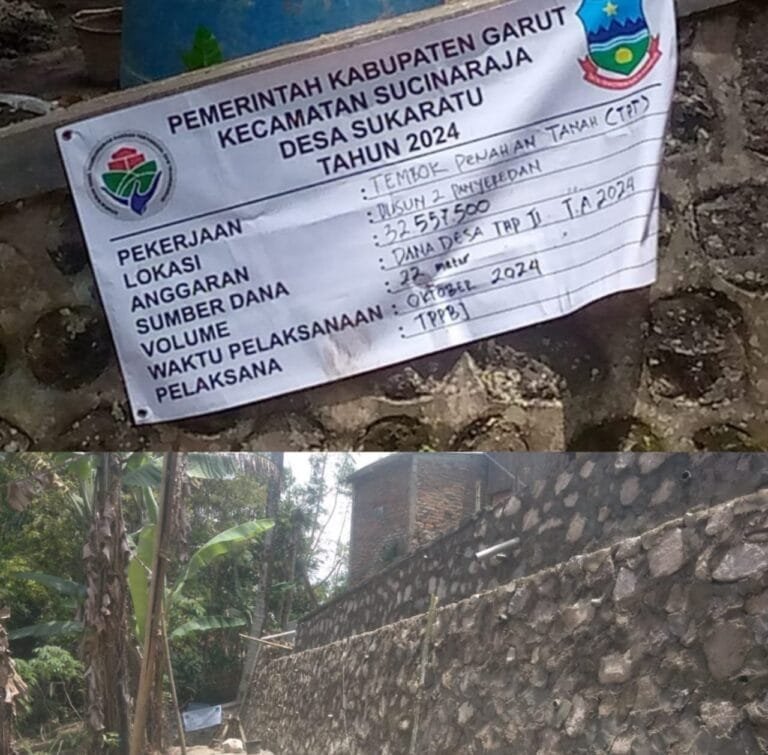 PEMERINTAH KABUPATEN GARUT
KECAMATAN SUCINARAJA
DESA SUKARATU
TAHUN 2024
PEKERJAAN : TEMBOK PENAHAN TANAH (TPT)
LOKASI : DUSUN 2 PANYEREDAN
ANGGARAN : 32 557 500
SUMBER DANA : DANA DESA TAP II T.A 2024
VOLUME : 22 meter
WAKTU PELAKSANAAN : OKTOBER 2024
PELAKSANA : TPPBJ